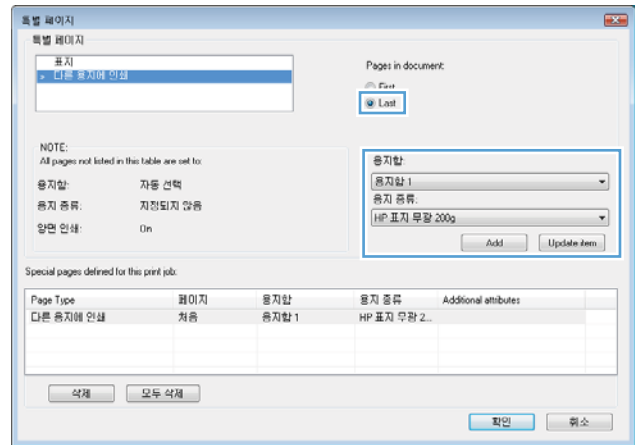 특별 페이지
특별 페이지
표지
» 다른 용지에 인쇄
Pages in document:
First
Last
NOTE:
All pages not listed in this table are set to:
용지함: 자동 선택
용지 종류: 지정되지 않음
양면 인쇄: On
용지함:
용지함 1
용지 종류:
HP 표지 무광 200g
Add Update item
Special pages defined for this print job:
Page Type 페이지 용지함 용지 종류 Additional attributes
다른 용지에 인쇄 처음 용지함 1 HP 표지 무광 2...
삭제 모두 삭제
확인 취소